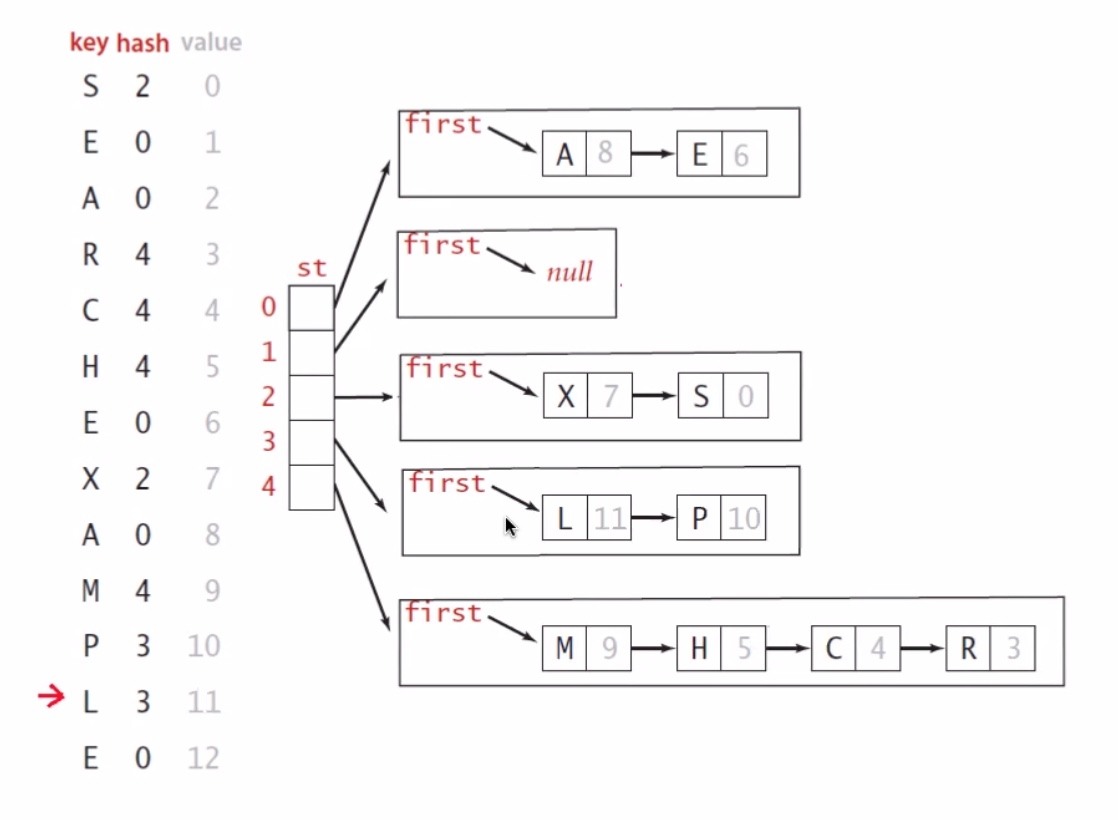 key hash value
S 2 0
E 0 1
A 0 2
R 4 3
C 4 4
H 4 5
E 0 6
X 2 7
A 0 8
M 4 9
P 3 10
L 3 11
E 0 12
st
0
1
2
3
4
first
A 8 E 6
first
null
first
X 7 S 0
first
L 11 P 10
first
M 9 H 5 C 4 R 3